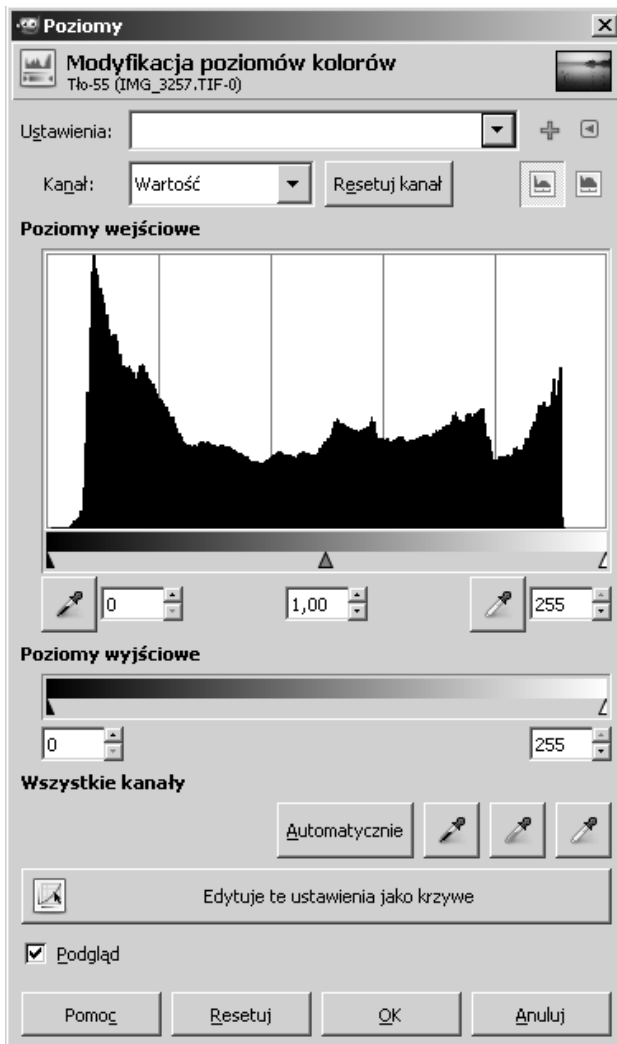 Poziomy
Modyfikacja poziomów kolorów
Tło-55 (IMG_3257.TIF-0)
Ustawienia:
Kanał: Wartość Resetuj kanał
Poziomy wejściowe
0 1,00 255
Poziomy wyjściowe
0 255
Wszystkie kanały
Automatycznie
Edytuje te ustawienia jako krzywe
Podgląd
Pomoc Resetuj OK Anuluj